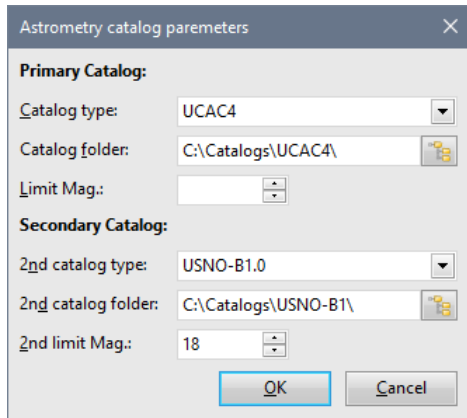 Astrometry catalog paremeters
Primary Catalog:
Catalog type: UCAC4
Catalog folder: C:\Catalogs\UCAC4\
Limit Mag.:
Secondary Catalog:
2nd catalog type: USNO-B1.0
2nd catalog folder: C:\Catalogs\USNO-B1\
2nd limit Mag.: 18
OK Cancel